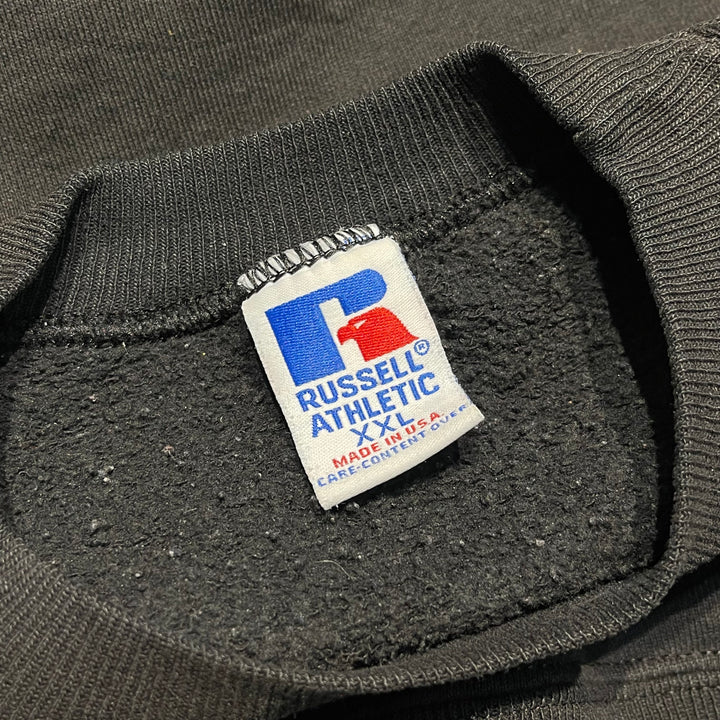 R
RUSSELL®
ATHLETIC
XXL
MADE IN U.S.A.
CARE-CONTENT OVER